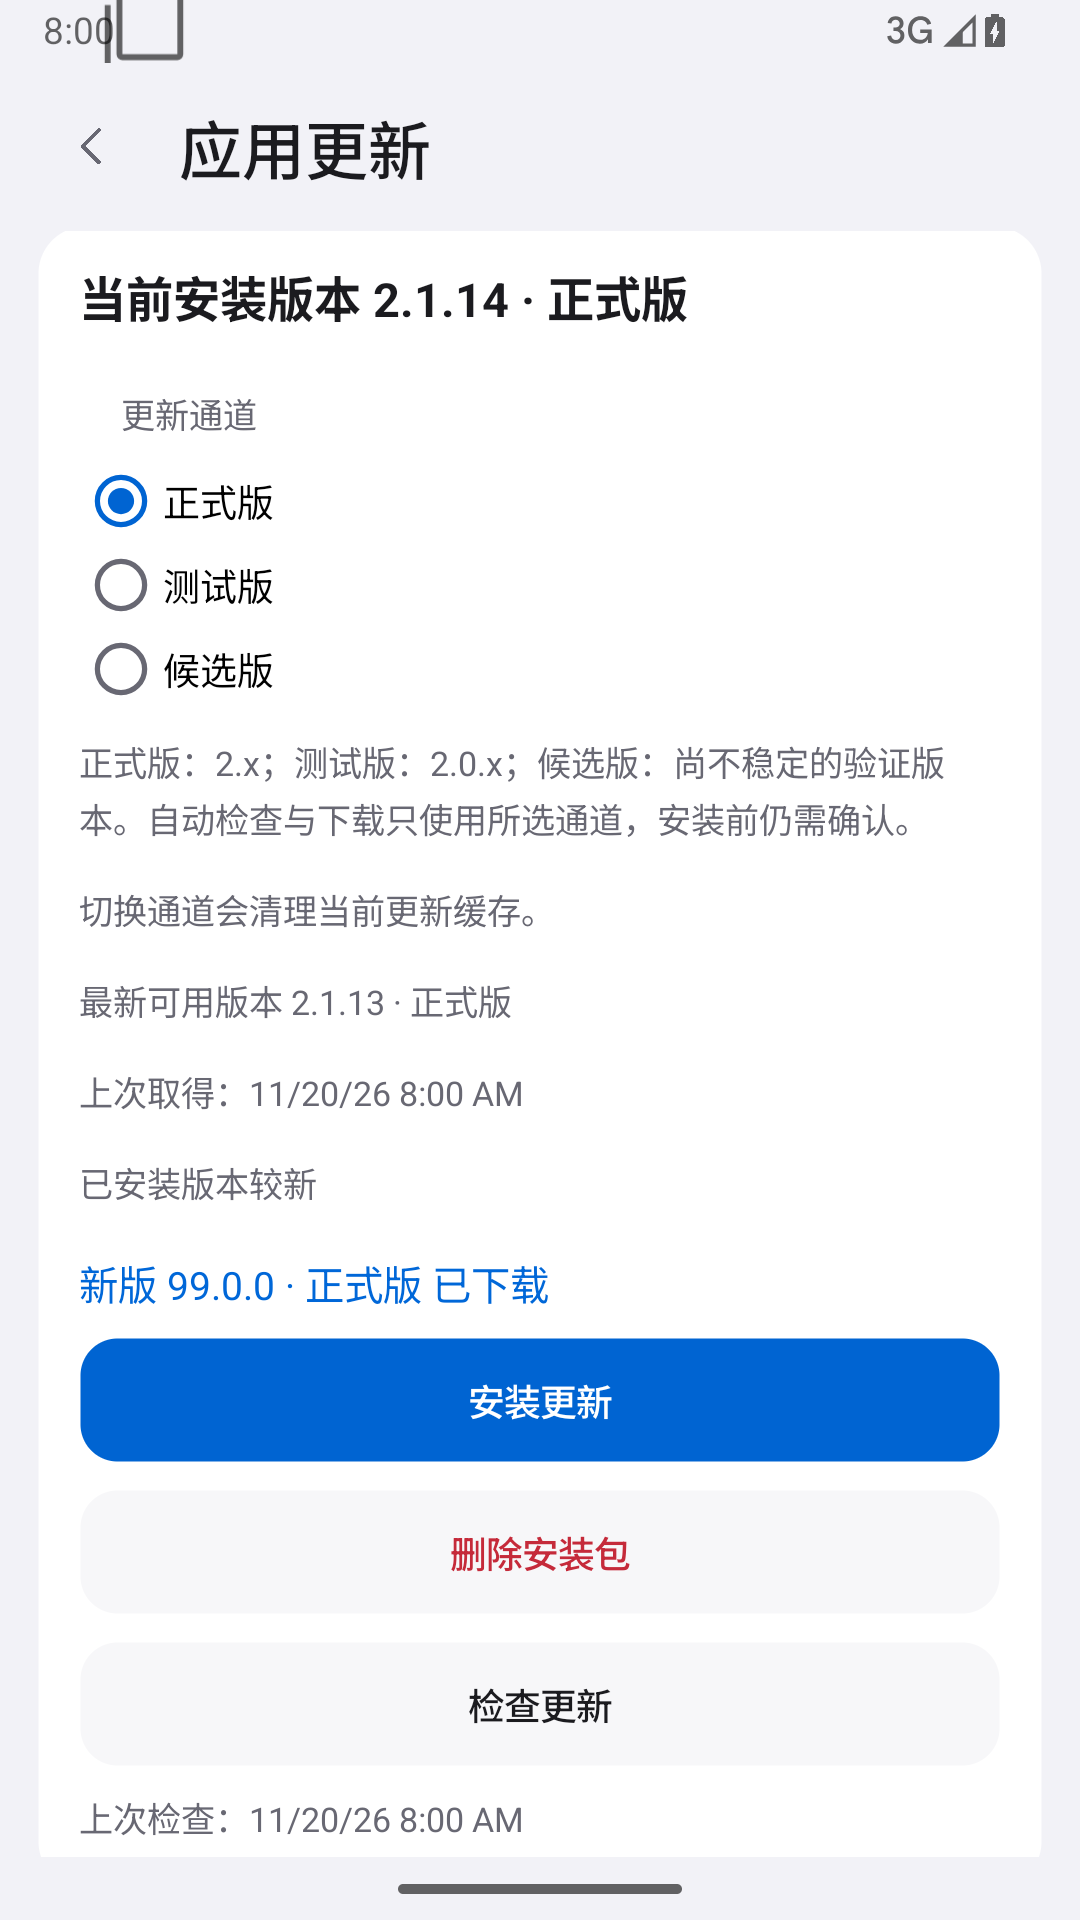 8:00
3G
应用更新
当前安装版本 2.1.14 · 正式版
更新通道
正式版
测试版
候选版
正式版：2.x；测试版：2.0.x；候选版：尚不稳定的验证版
本。自动检查与下载只使用所选通道，安装前仍需确认。
切换通道会清理当前更新缓存。
最新可用版本 2.1.13 · 正式版
上次取得：11/20/26 8:00 AM
已安装版本较新
新版 99.0.0 · 正式版 已下载
安装更新
删除安装包
检查更新
上次检查：11/20/26 8:00 AM